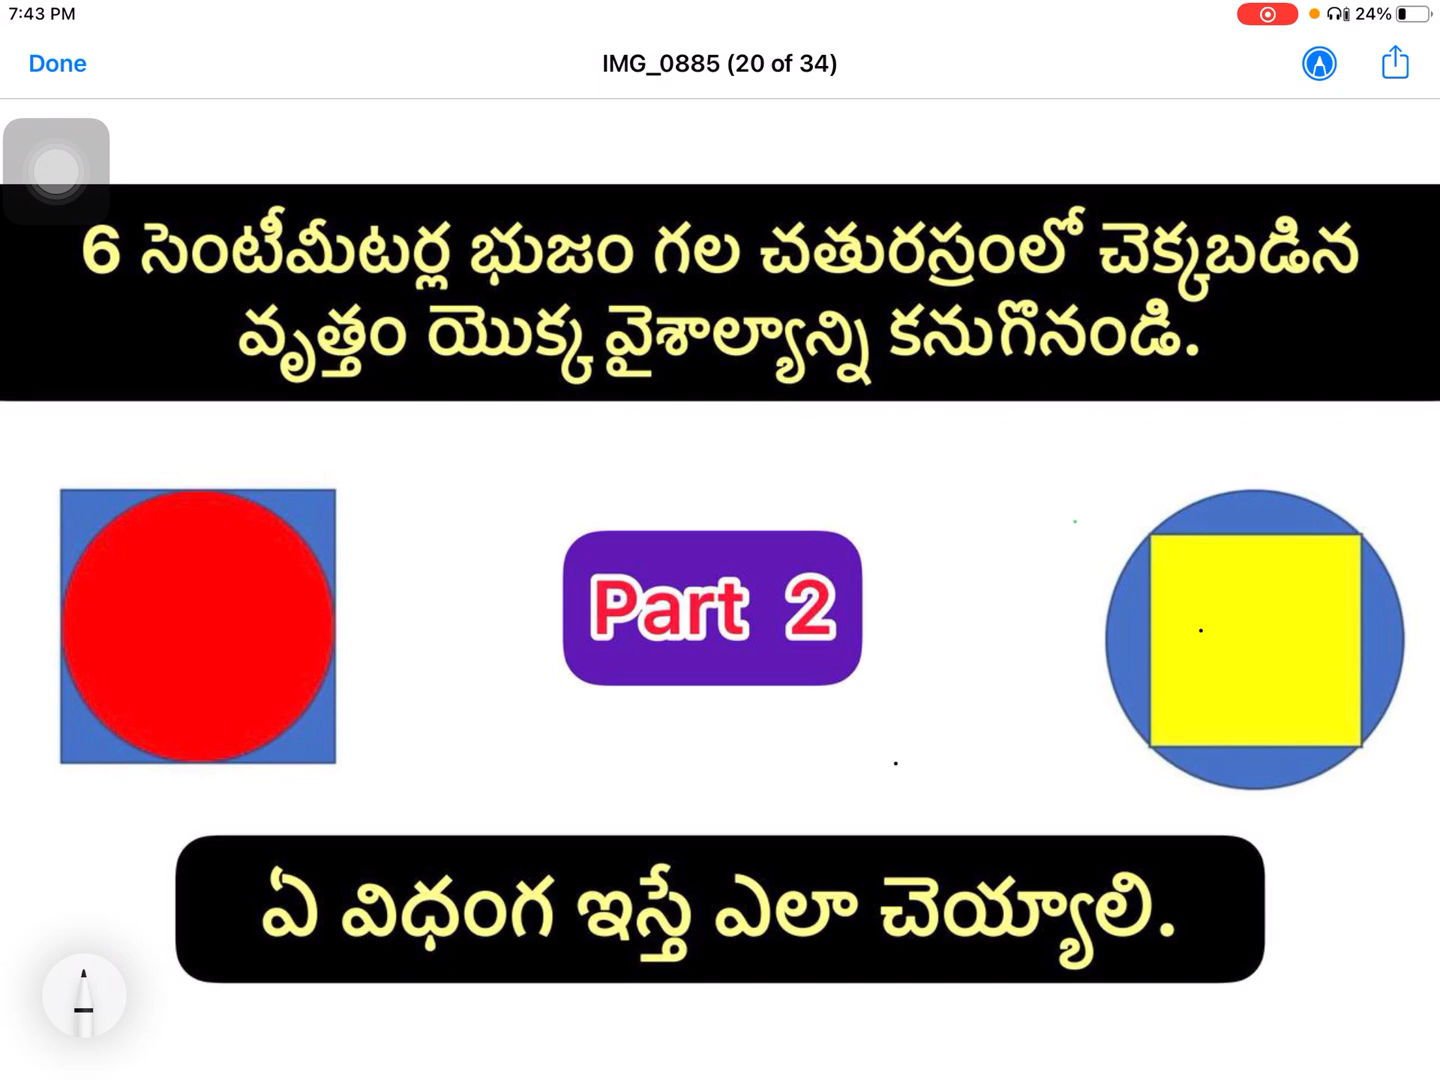 7:43 PM
24%
Done
IMG_0885 (20 of 34)
6 సెంటీమీటర్ల భుజం గల చతురస్రంలో చెక్కబడిన
వృత్తం యొక్క వైశాల్యాన్ని కనుగొనండి.
Part 2
ఏ విధంగ ఇస్తే ఎలా చెయ్యాలి.